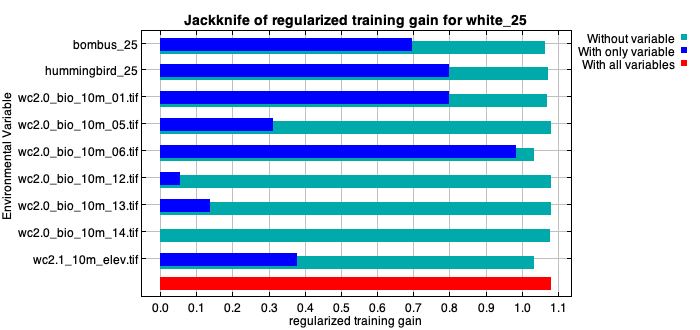 Jackknife of regularized training gain for white_25
Without variable
With only variable
With all variables
Environmental Variable
bombus_25
hummingbird_25
wc2.0_bio_10m_01.tif
wc2.0_bio_10m_05.tif
wc2.0_bio_10m_06.tif
wc2.0_bio_10m_12.tif
wc2.0_bio_10m_13.tif
wc2.0_bio_10m_14.tif
wc2.1_10m_elev.tif
0.0 0.1 0.2 0.3 0.4 0.5 0.6 0.7 0.8 0.9 1.0 1.1
regularized training gain